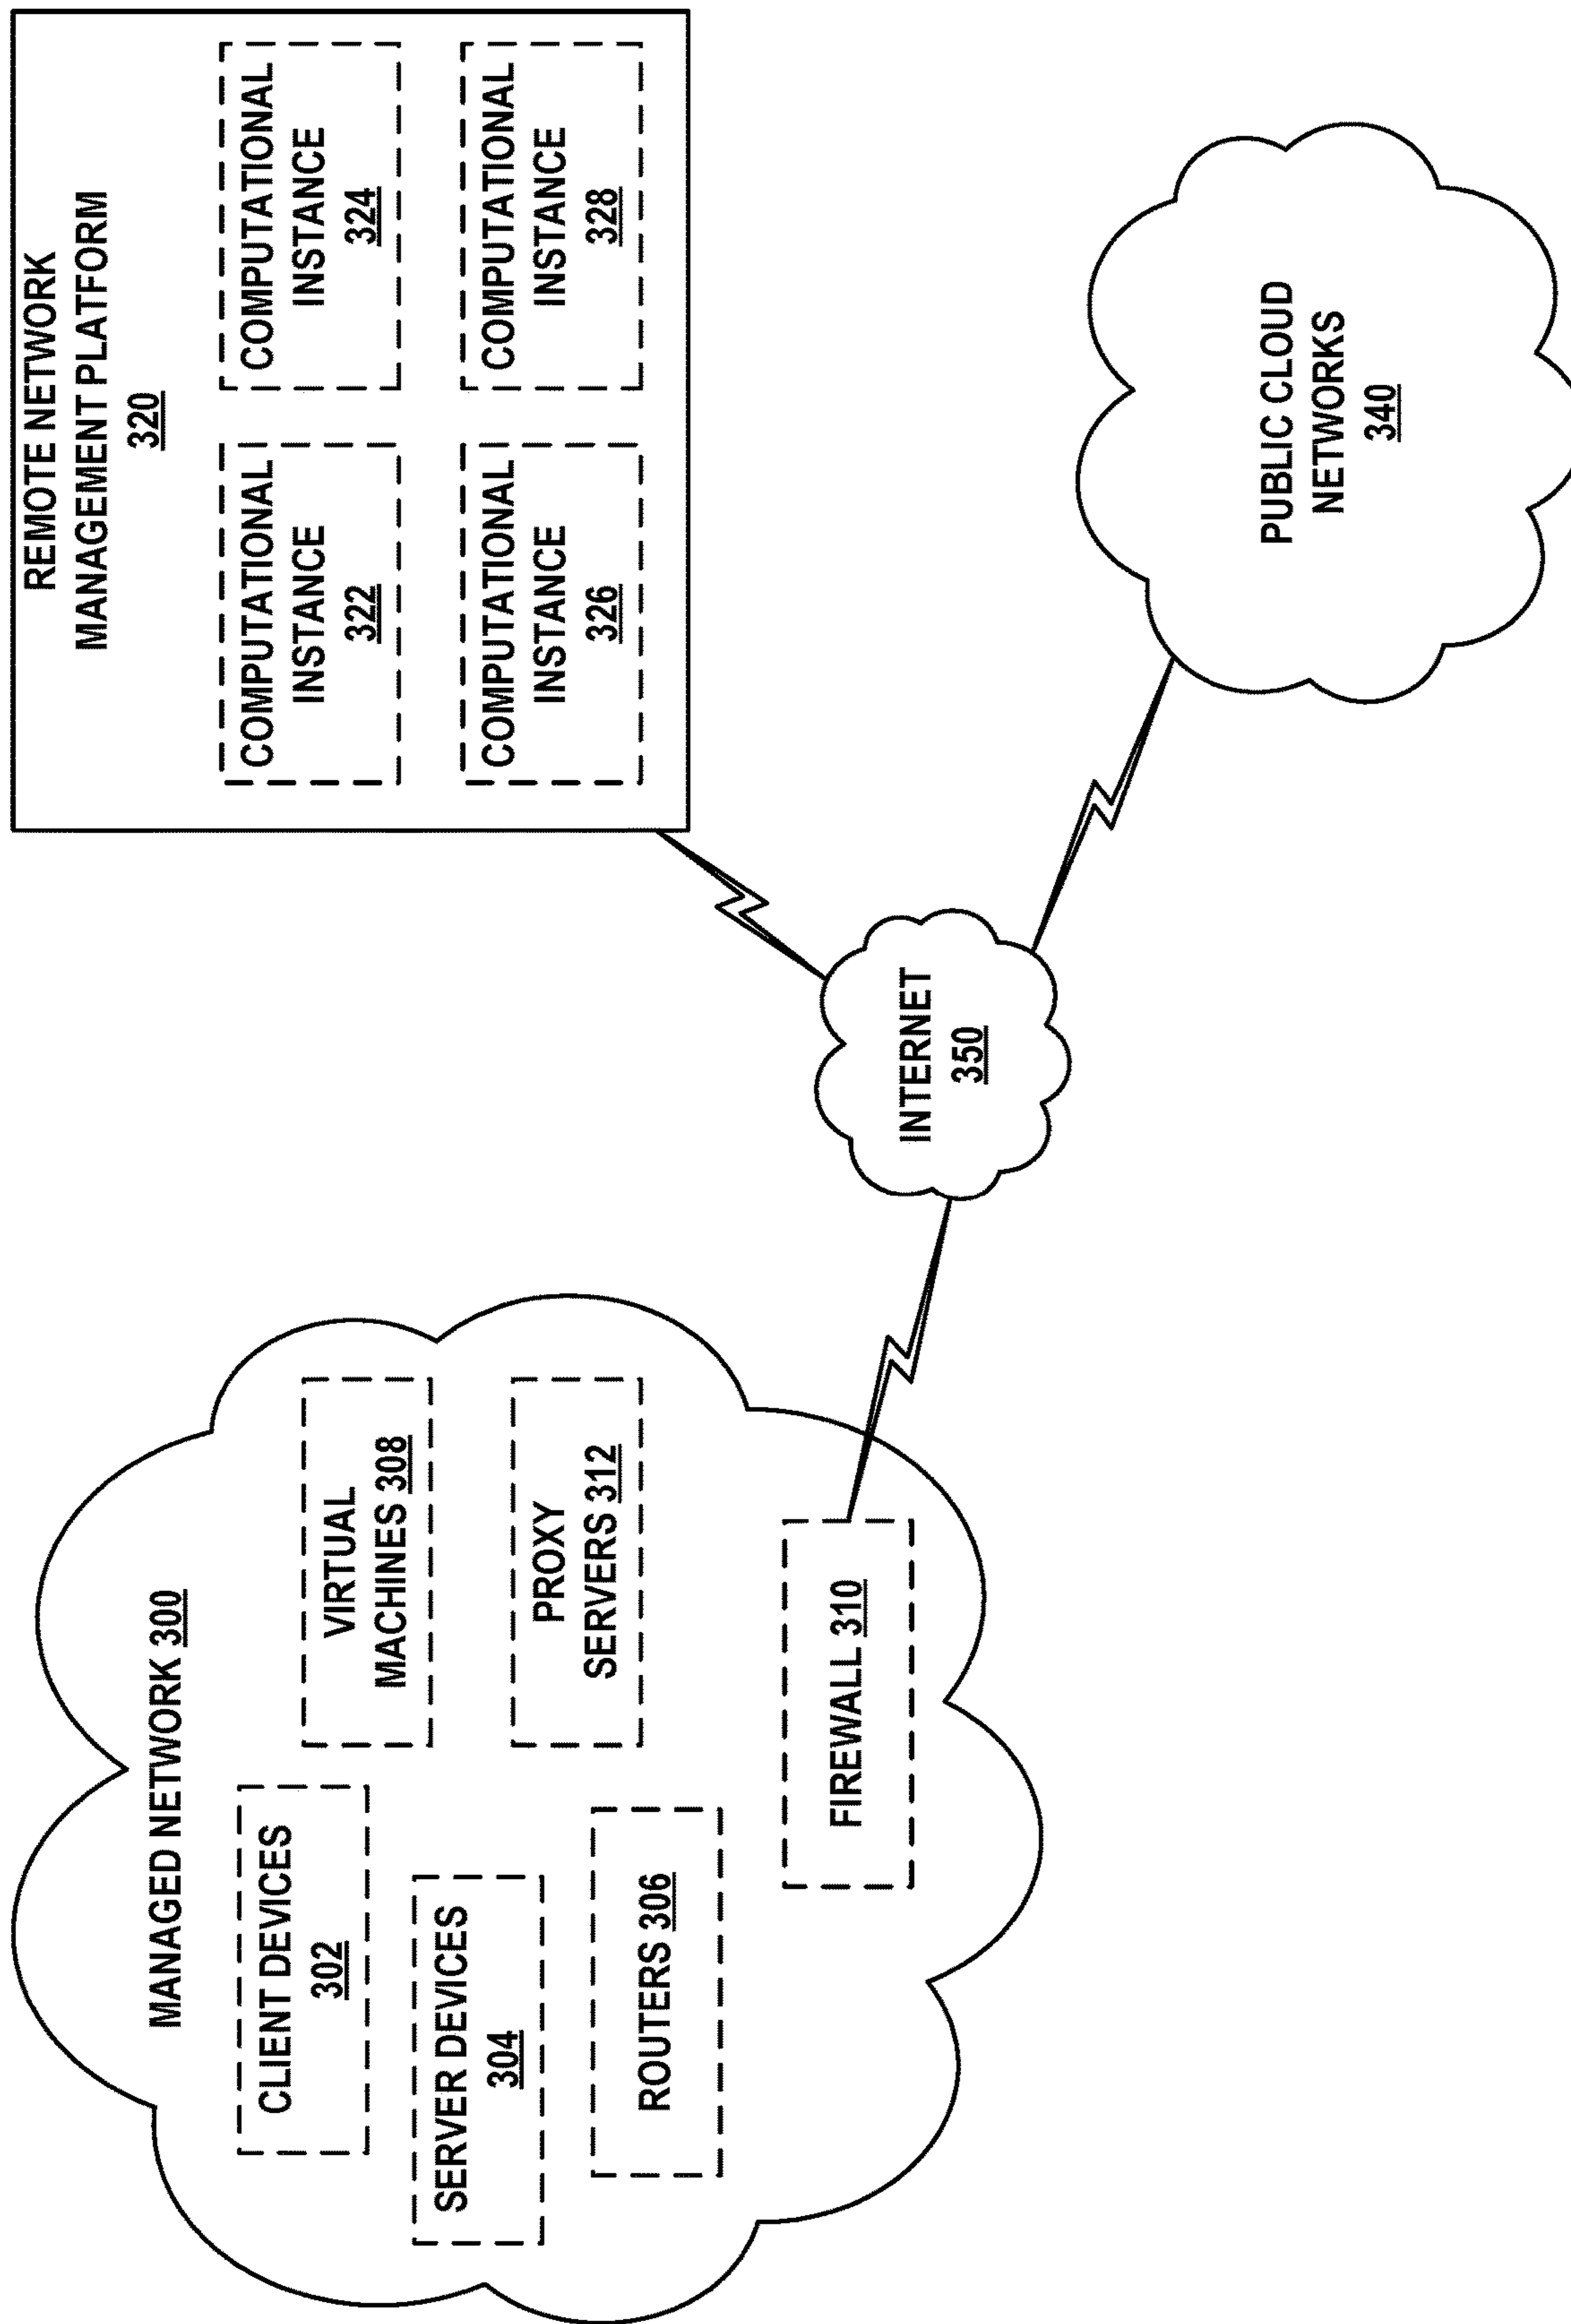 MANAGED NETWORK 300
CLIENT DEVICES
302
SERVER DEVICES
304
ROUTERS 306
VIRTUAL
MACHINES 308
PROXY
SERVERS 312
FIREWALL 310
INTERNET
350
REMOTE NETWORK
MANAGEMENT PLATFORM
320
COMPUTATIONAL
INSTANCE
322
COMPUTATIONAL
INSTANCE
324
COMPUTATIONAL
INSTANCE
326
COMPUTATIONAL
INSTANCE
328
PUBLIC CLOUD
NETWORKS
340